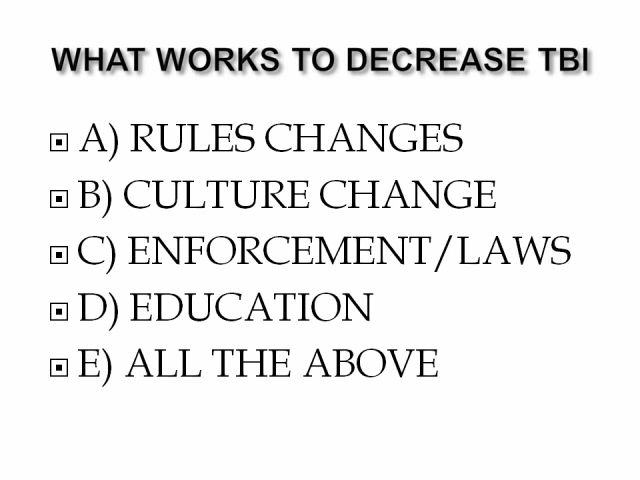 WHAT WORKS TO DECREASE TBI
A) RULES CHANGES
B) CULTURE CHANGE
C) ENFORCEMENT/LAWS
D) EDUCATION
E) ALL THE ABOVE